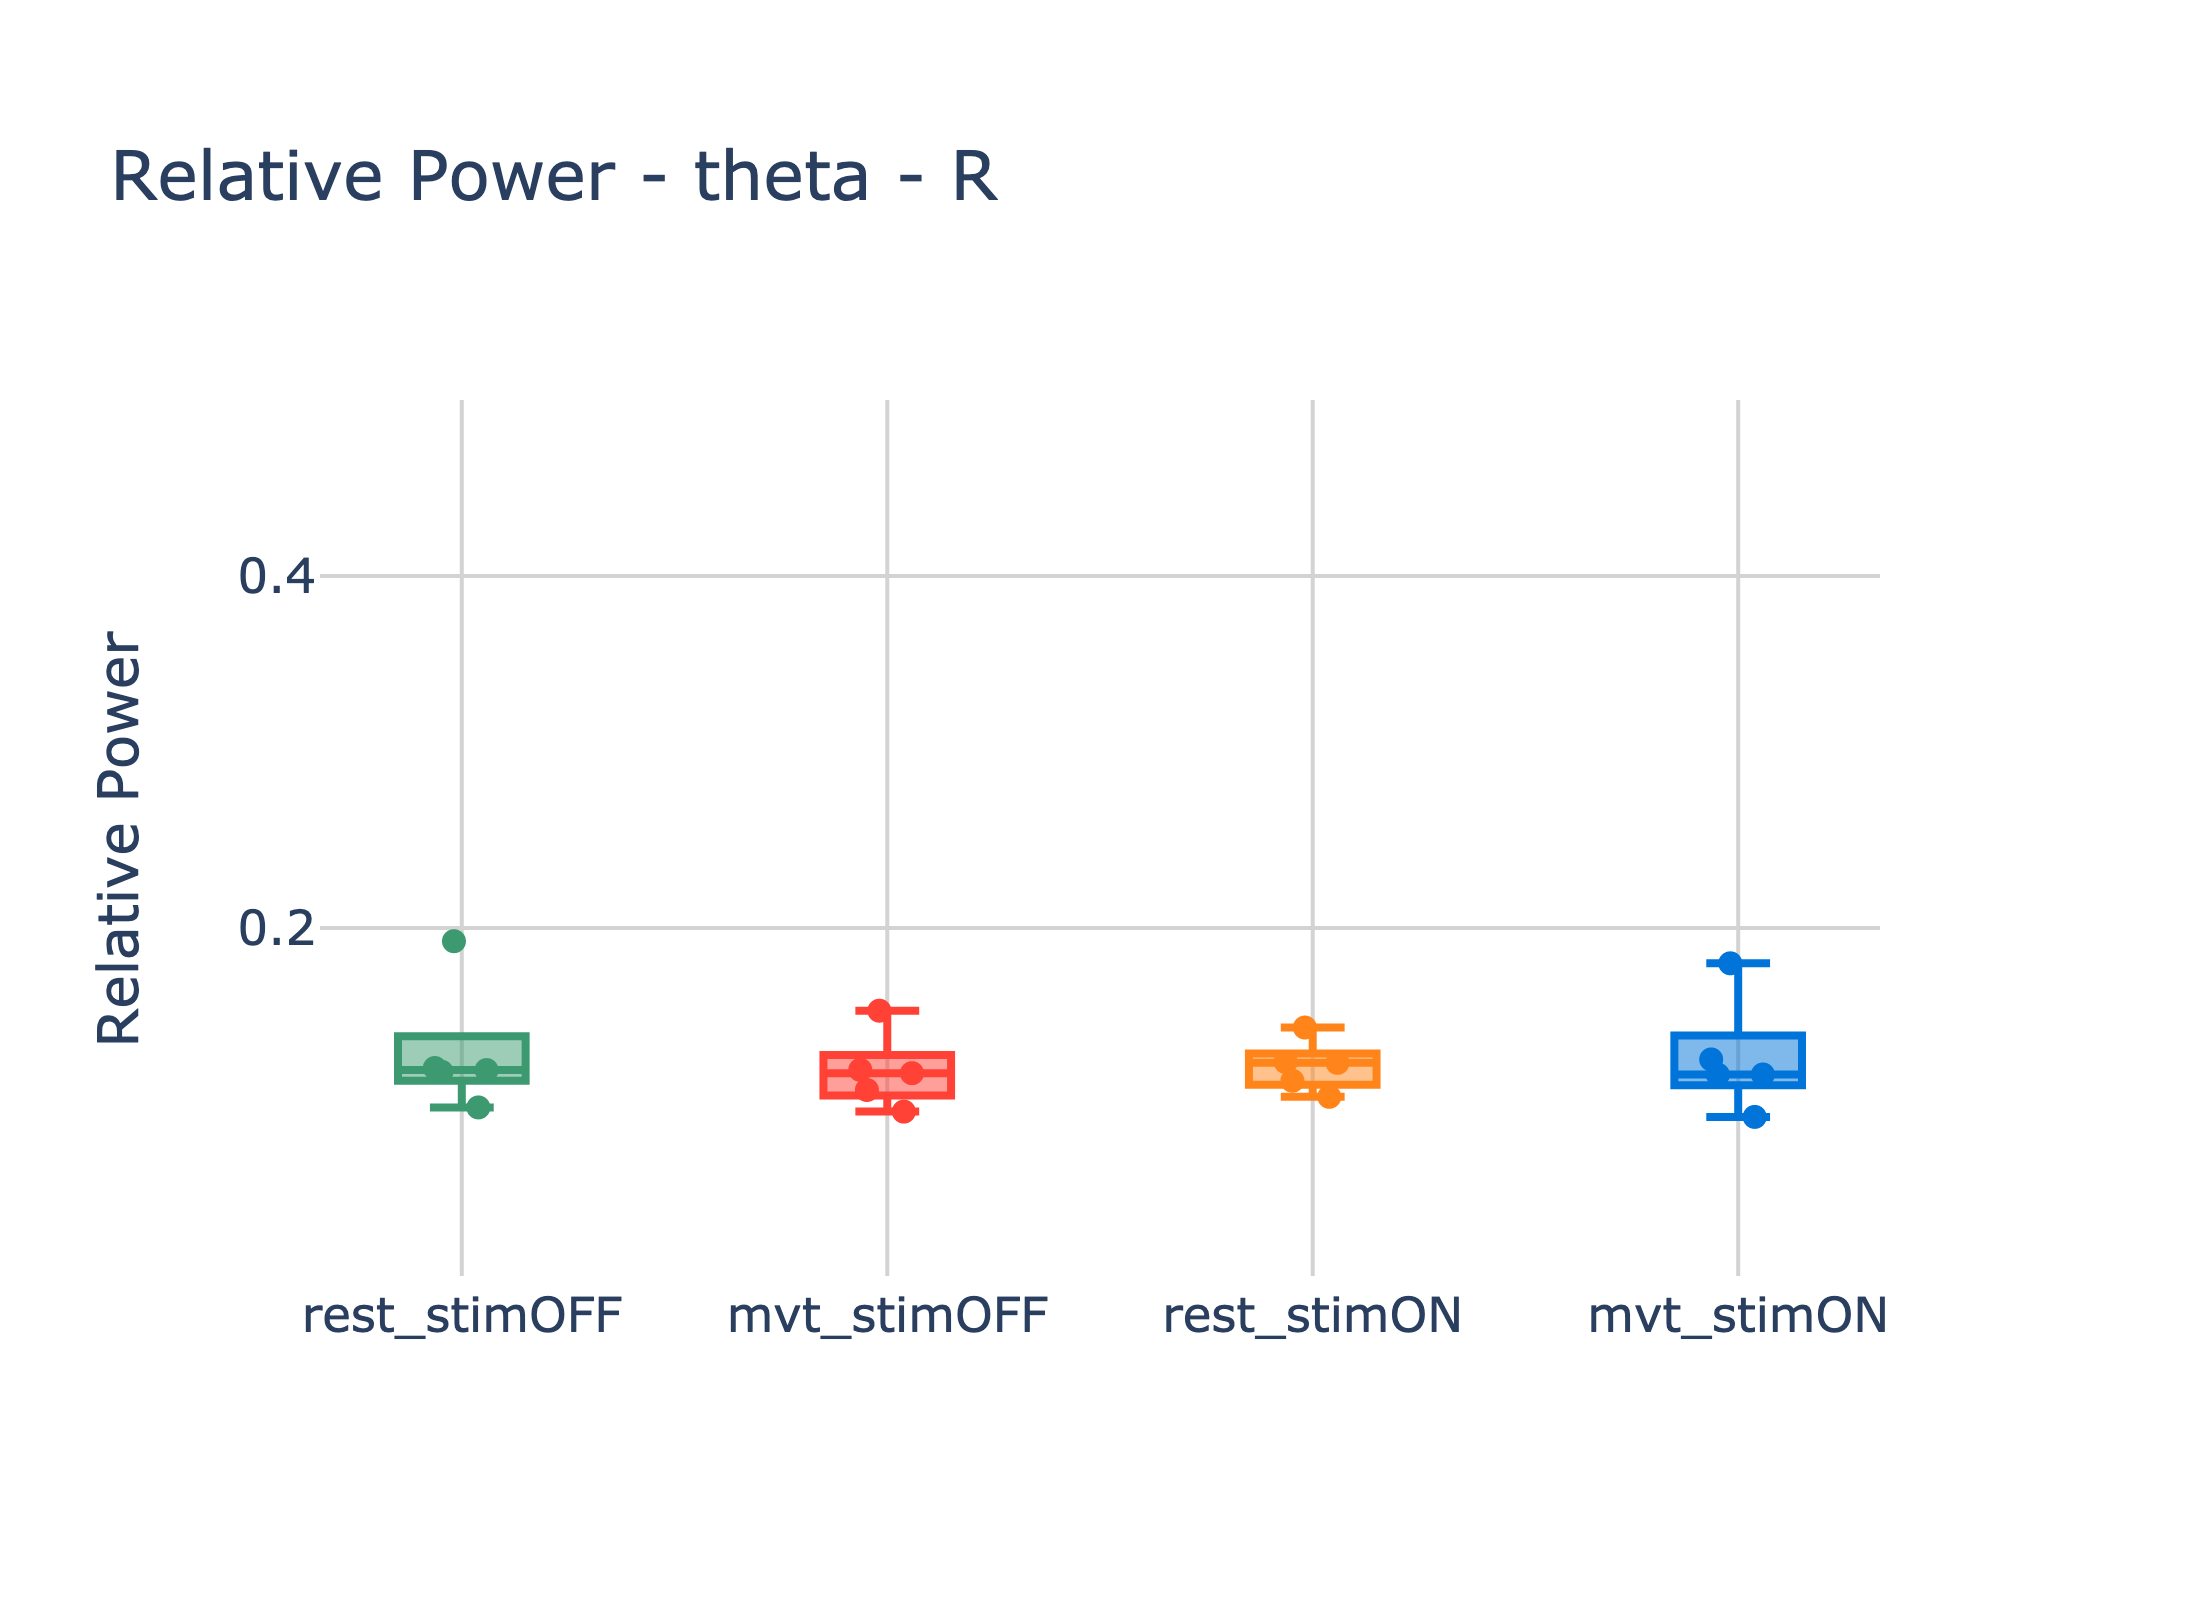 Relative Power - theta - R
Relative Power
0.4
0.2
rest_stimOFF
mvt_stimOFF
rest_stimON
mvt_stimON